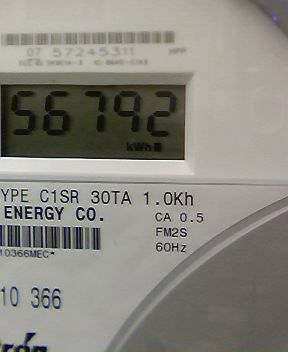 07 57245311 HPP
56792
kWh
YPE C1SR 30TA 1.0Kh
ENERGY CO.
CA 0.5
FM2S
60Hz
10366MEC*
10 366